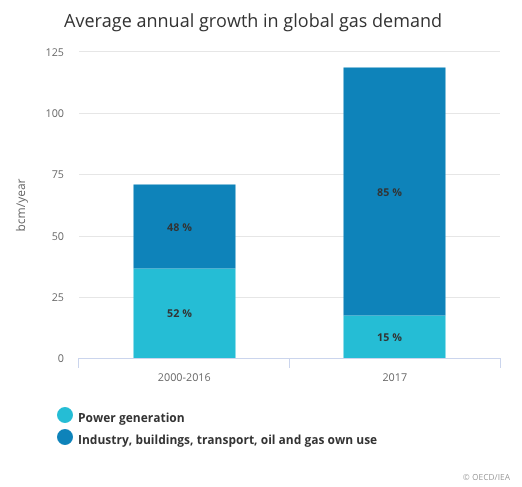 Average annual growth in global gas demand
125
100
75
50
25
0
bcm/year
85 %
48 %
52 %
15 %
2000-2016
2017
Power generation
Industry, buildings, transport, oil and gas own use
© OECD/IEA